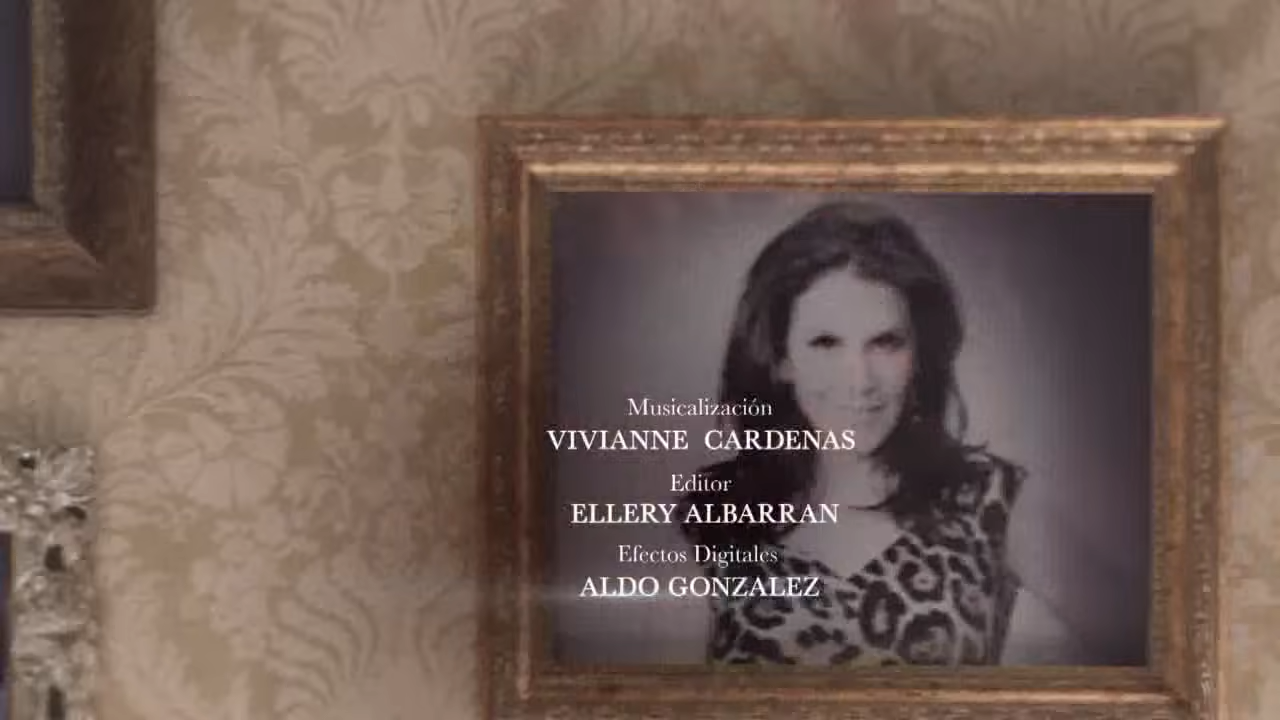 Musicalización
VIVIANNE CARDENAS
Editor
ELLERY ALBARRAN
Efectos Digitales
ALDO GONZALEZ